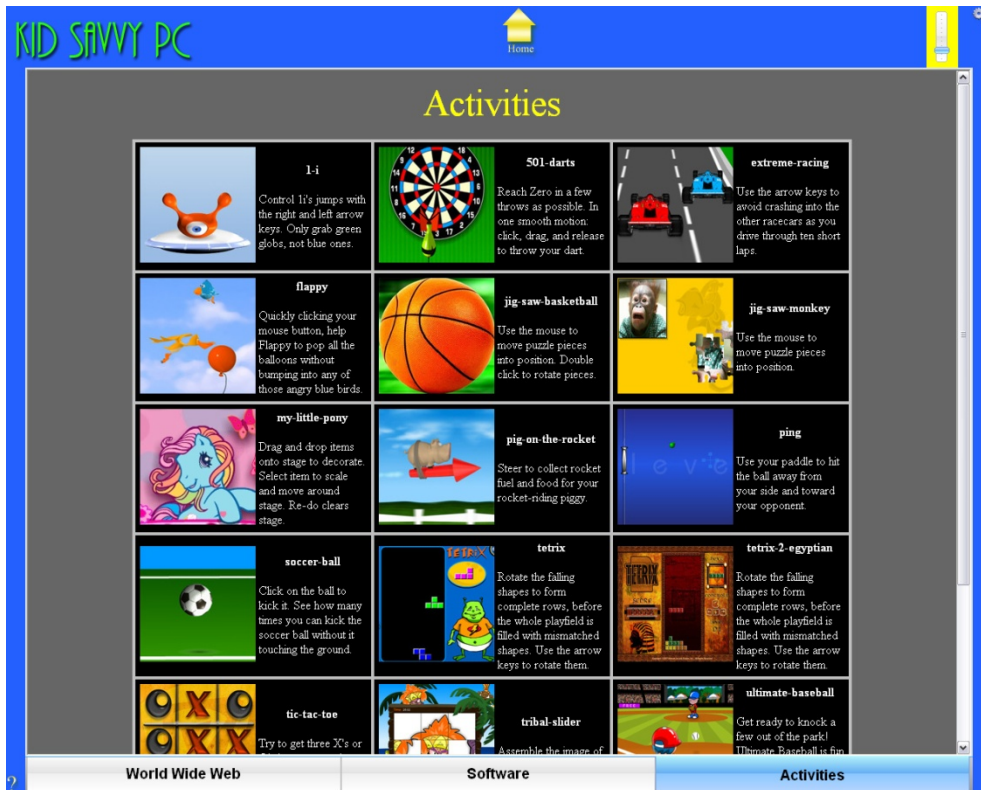 KID SAVVY PC
Home
Activities
1-i
Control 1i's jumps with
the right and left arrow
keys. Only grab green
globs, not blue ones.
501-darts
Reach Zero in a few
throws as possible. In
one smooth motion:
click, drag, and release
to throw your dart.
extreme-racing
Use the arrow keys to
avoid crashing into the
other racecars as you
drive through ten short
laps.
flappy
Quickly clicking your
mouse button, help
Flappy to pop all the
balloons without
bumping into any of
those angry blue birds.
jig-saw-basketball
Use the mouse to
move puzzle pieces
into position. Double
click to rotate pieces.
jig-saw-monkey
Use the mouse to
move puzzle pieces
into position.
my-little-pony
Drag and drop items
onto stage to decorate.
Select item to scale
and move around
stage. Re-do clears
stage.
pig-on-the-rocket
Steer to collect rocket
fuel and food for your
rocket-riding piggy.
ping
Use your paddle to hit
the ball away from
your side and toward
your opponent.
soccer-ball
Click on the ball to
kick it. See how many
times you can kick the
soccer ball without it
touching the ground.
TETRIX
tetrix
Rotate the falling
shapes to form
complete rows, before
the whole playfield is
filled with mismatched
shapes. Use the arrow
keys to rotate them.
tetrix-2-egyptian
Rotate the falling
shapes to form
complete rows, before
the whole playfield is
filled with mismatched
shapes. Use the arrow
keys to rotate them.
tic-tac-toe
Try to get three X's or
tribal-slider
Assemble the image of
ultimate-baseball
Get ready to knock a
few out of the park!
Ultimate Baseball is fun
?
World Wide Web
Software
Activities